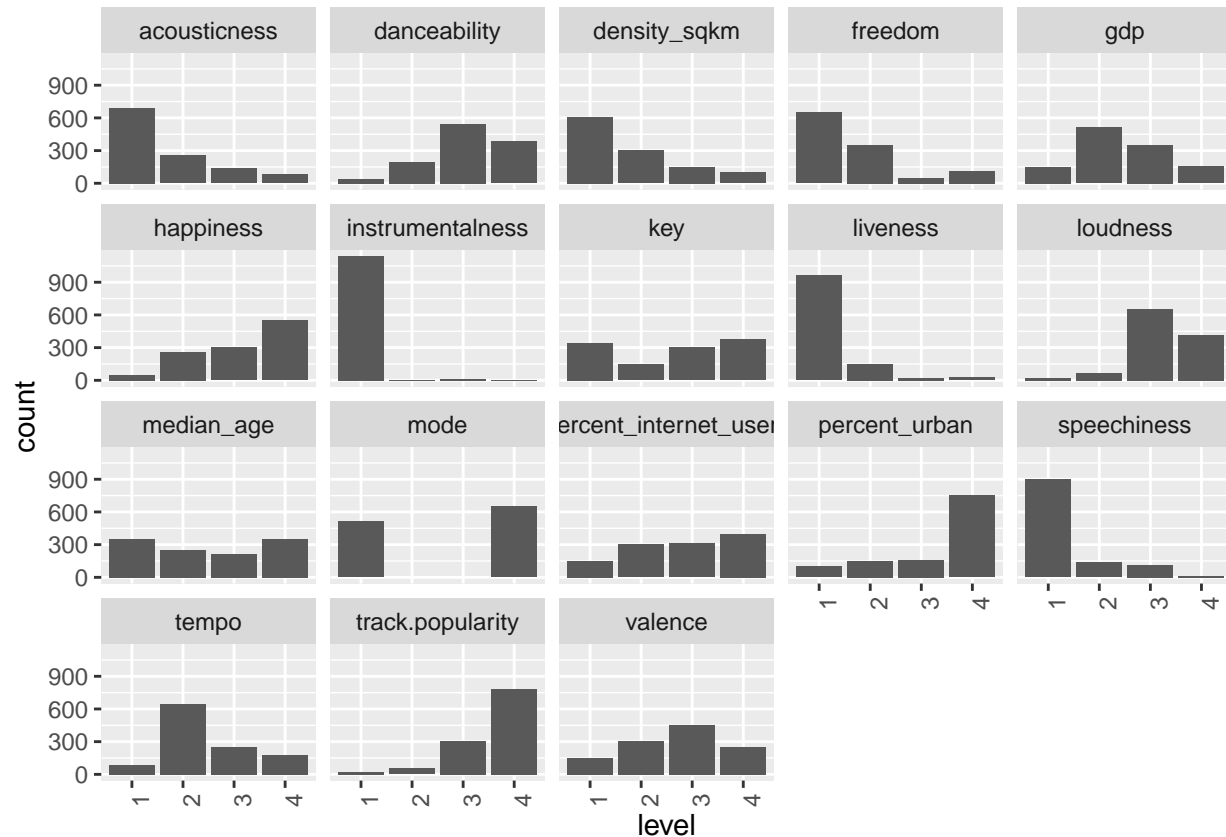 acousticness danceability density_sqkm freedom gdp
900
600
300
0
happiness instrumentalness key liveness loudness
900
600
300
0
median_age mode ercent_internet_user percent_urban speechiness
900
600
300
0
1 2 3 4 1 2 3 4
tempo track.popularity valence
900
600
300
0
1 2 3 4 1 2 3 4 1 2 3 4
level
count